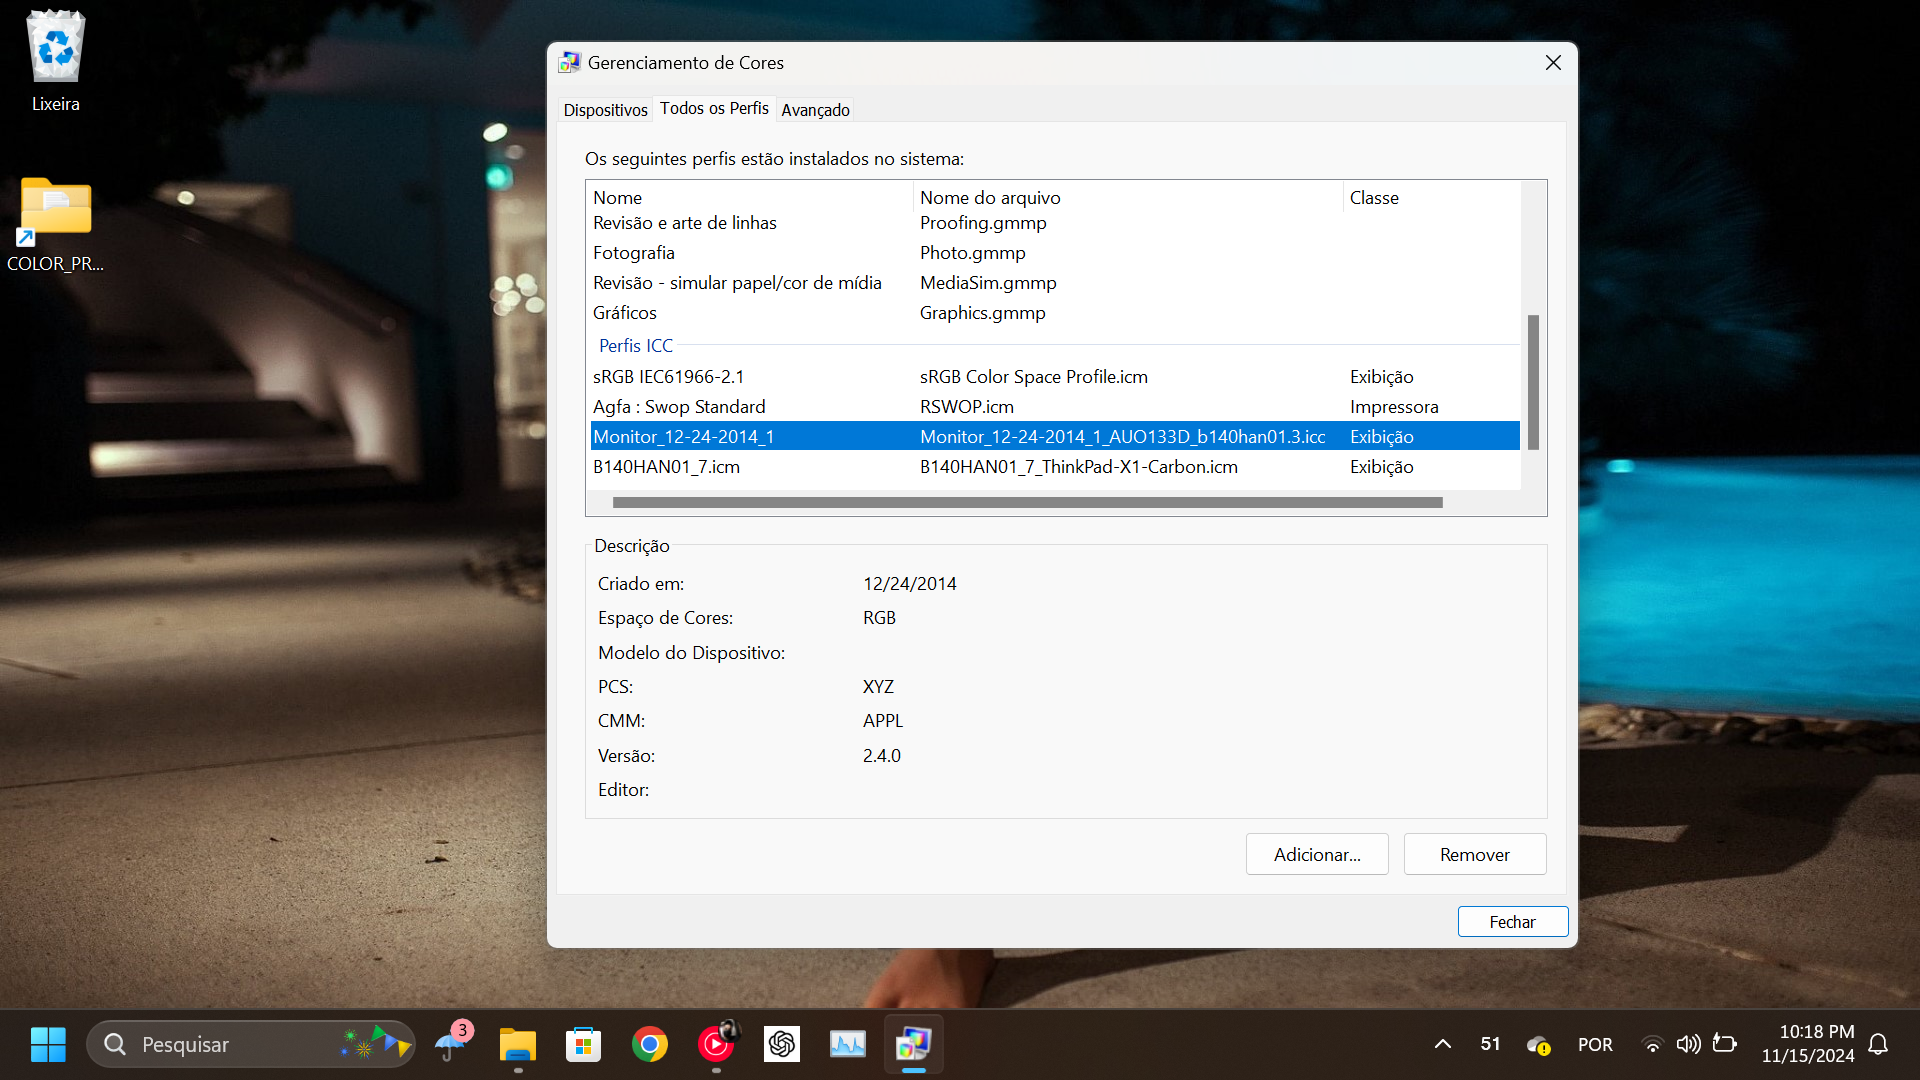 Lixeira
COLOR_PR...
Gerenciamento de Cores
Dispositivos Todos os Perfis Avançado
Os seguintes perfis estão instalados no sistema:
Nome Nome do arquivo Classe
Revisão e arte de linhas Proofing.gmmp
Fotografia Photo.gmmp
Revisão - simular papel/cor de mídia MediaSim.gmmp
Gráficos Graphics.gmmp
Perfis ICC
sRGB IEC61966-2.1 sRGB Color Space Profile.icm Exibição
Agfa : Swop Standard RSWOP.icm Impressora
Monitor_12-24-2014_1 Monitor_12-24-2014_1_AUO133D_b140han01.3.icc Exibição
B140HAN01_7.icm B140HAN01_7_ThinkPad-X1-Carbon.icm Exibição
Descrição
Criado em: 12/24/2014
Espaço de Cores: RGB
Modelo do Dispositivo:
PCS: XYZ
CMM: APPL
Versão: 2.4.0
Editor:
Adicionar... Remover
Fechar
Pesquisar 3 51 POR 10:18 PM
11/15/2024